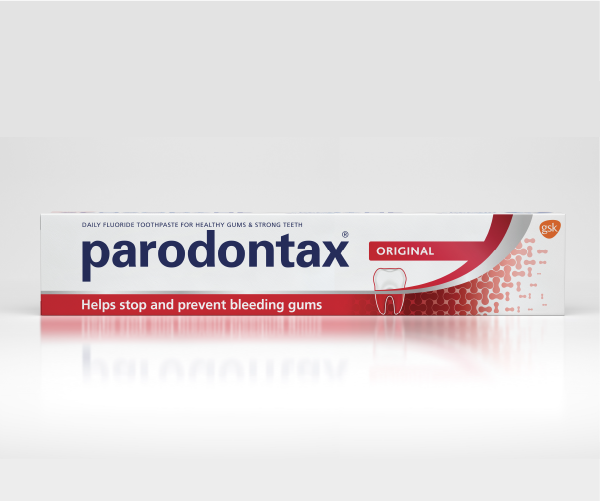 DAILY FLUORIDE TOOTHPASTE FOR HEALTHY GUMS & STRONG TEETH
parodontax®
ORIGINAL
gsk
Helps stop and prevent bleeding gums